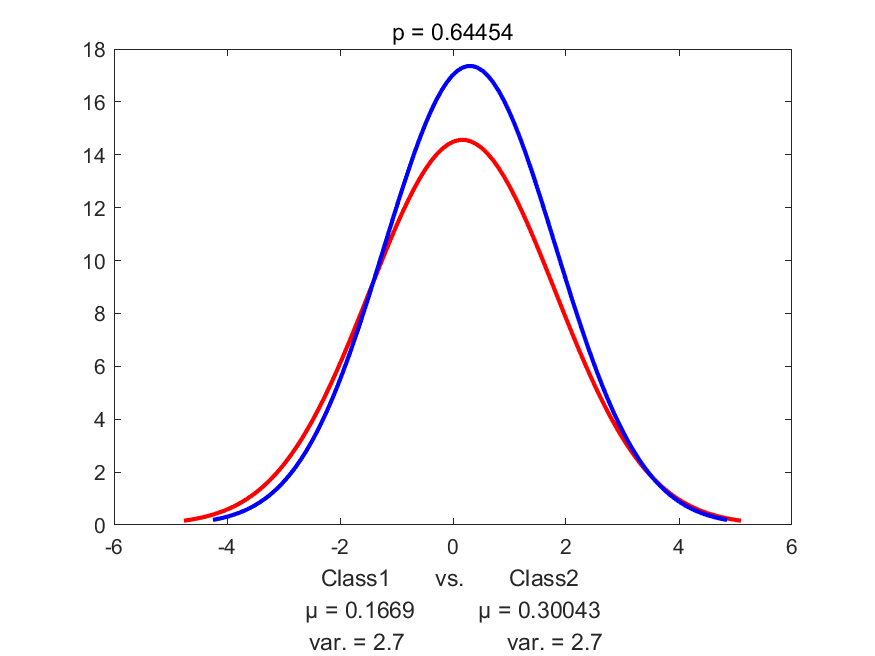 p = 0.64454
18
16
14
12
10
8
6
4
2
0
-6 -4 -2 0 2 4 6
Class1 vs. Class2
μ = 0.1669 μ = 0.30043
var. = 2.7 var. = 2.7